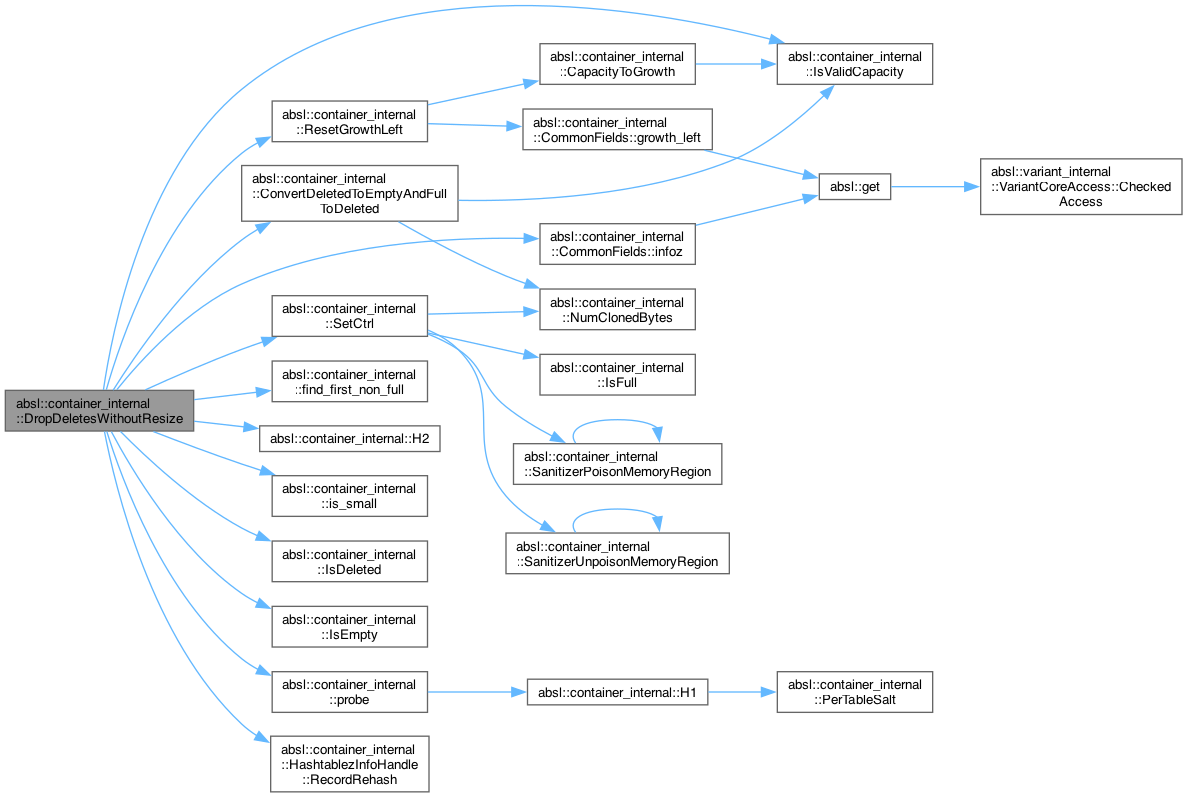 absl::container_internal
::DropDeletesWithoutResize
absl::container_internal
::ResetGrowthLeft
absl::container_internal
::ConvertDeletedToEmptyAndFull
ToDeleted
absl::container_internal
::SetCtrl
absl::container_internal
::find_first_non_full
absl::container_internal::H2
absl::container_internal
::is_small
absl::container_internal
::IsDeleted
absl::container_internal
::IsEmpty
absl::container_internal
::probe
absl::container_internal
::HashtablezInfoHandle
::RecordRehash
absl::container_internal
::CapacityToGrowth
absl::container_internal
::CommonFields::growth_left
absl::container_internal
::CommonFields::infoz
absl::container_internal
::NumClonedBytes
absl::container_internal
::IsFull
absl::container_internal
::SanitizerPoisonMemoryRegion
absl::container_internal
::SanitizerUnpoisonMemoryRegion
absl::container_internal::H1
absl::container_internal
::IsValidCapacity
absl::get
absl::container_internal
::PerTableSalt
absl::variant_internal
::VariantCoreAccess::Checked
Access